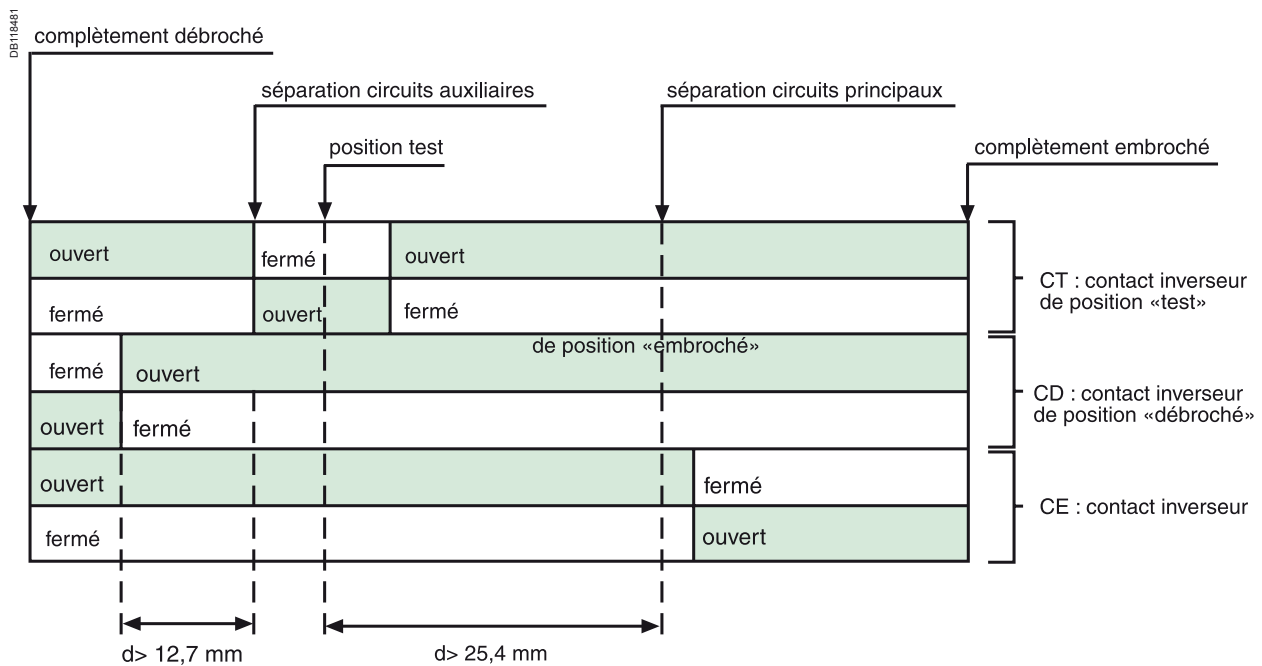 DB118481
complètement débroché
séparation circuits auxiliaires
séparation circuits principaux
position test
complètement embroché
ouvert
fermé
ouvert
CT : contact inverseur
de position «test»
fermé
ouvert
fermé
de position «embroché»
fermé
ouvert
CD : contact inverseur
de position «débroché»
ouvert
fermé
ouvert
fermé
CE : contact inverseur
fermé
ouvert
d> 12,7 mm
d> 25,4 mm